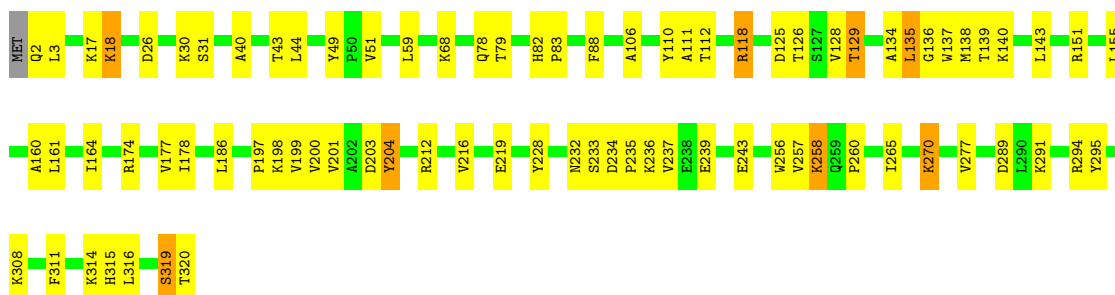 MET Q2 L3 K17 K18 D26 K30 S31 A40 T43 L44 Y49 P50 V51 L59 K68 Q78 T79 H82 P83 F88 A106 Y110 A111 T112 R118 D125 T126 S127 V128 T129 A134 L135 G136 W137 M138 T139 K140 L143 R151 L155
A160 L161 I164 R174 V177 I178 L186 P197 K198 V199 V200 V201 A202 D203 Y204 R212 V216 E219 Y228 N232 S233 D234 P235 K236 V237 E238 E239 E243 W256 V257 K258 Q259 P260 I265 K270 V277 D289 L290 K291 R294 Y295
K308 F311 K314 H315 L316 S319 T320